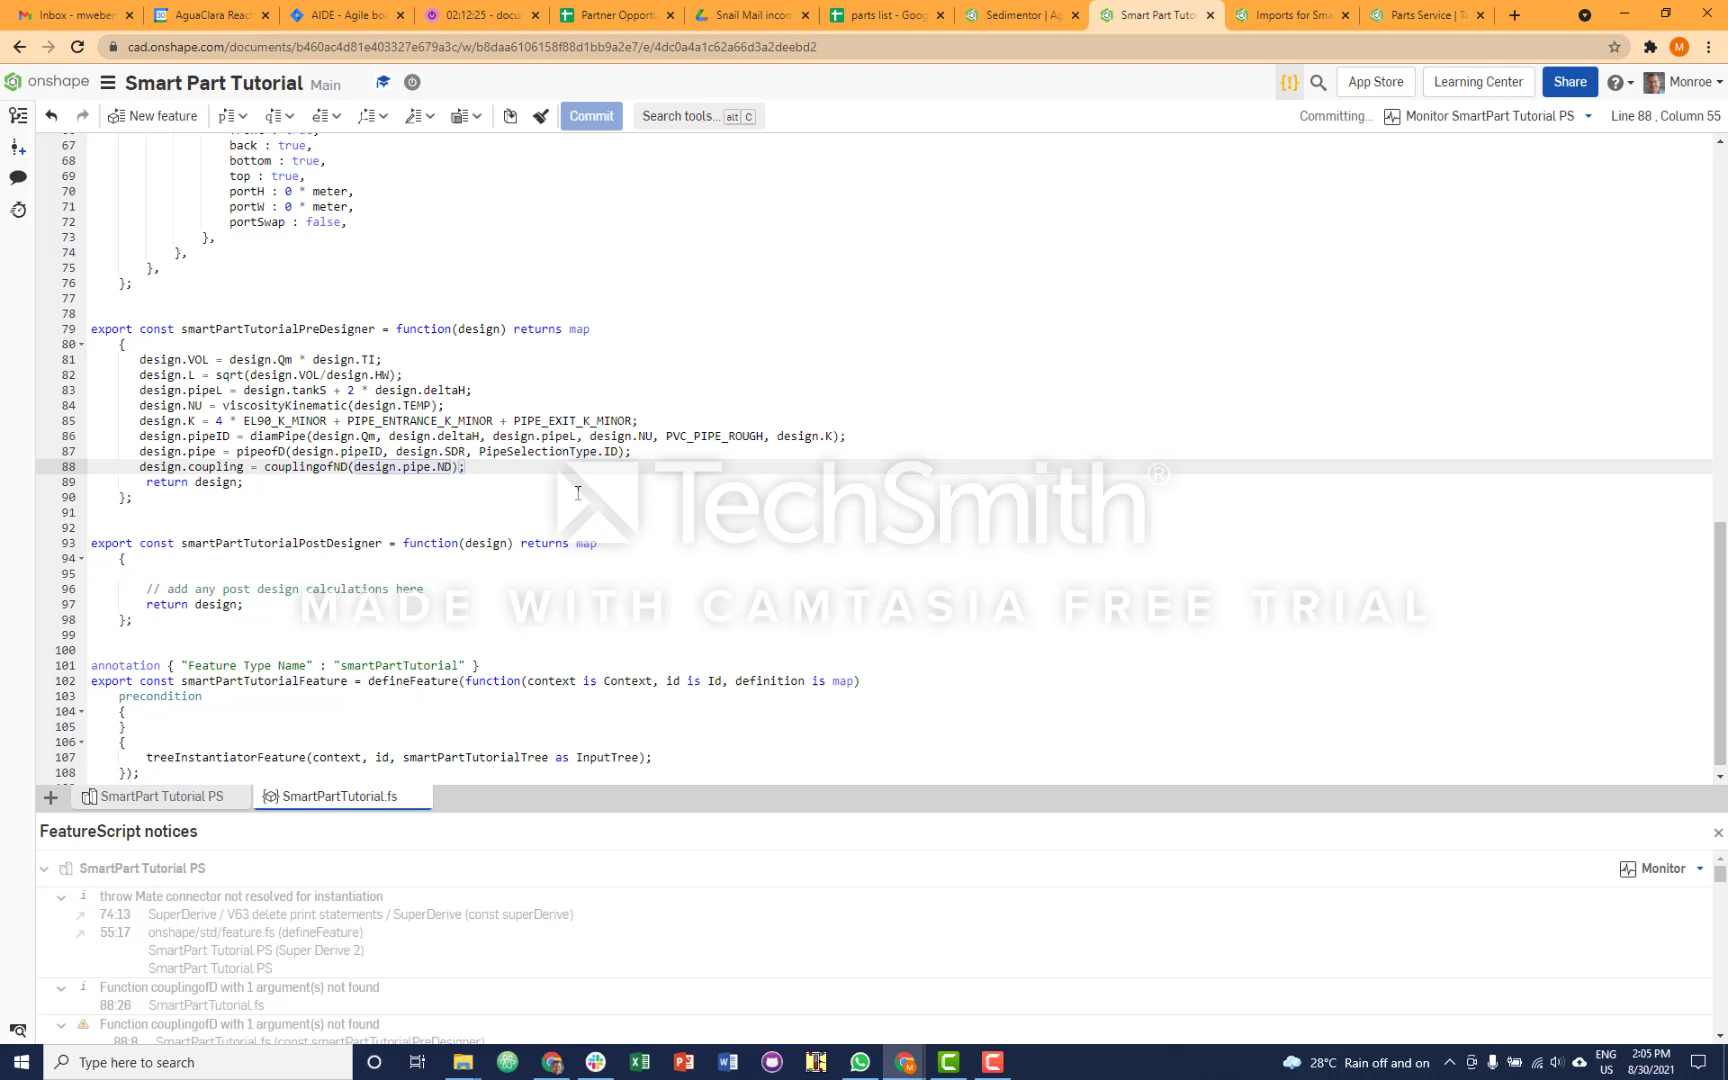 Inbox - mweber
AguaClara Reac
AIDE - Agile bo
02:12:25 - docu
Partner Opportu
Snail Mail incon
parts list - Goog
Sedimentor | Ag
Smart Part Tuto
Imports for Sma
Parts Service | Ta
cad.onshape.com/documents/b460ac4d81e403327e679a3c/w/b8daa6106158f81d1bb9a2e7/e/4dc0a4a1c62a66d3a2deebd2
M
onshape
Smart Part Tutorial Main
App Store
Learning Center
Share
Monroe
New feature
Commit
Search tools... alt C
Committing...
Monitor SmartPart Tutorial PS
Line 88 , Column 55
67 back : true,
68 bottom : true,
69 top : true,
70 portH : 0 * meter,
71 portW : 0 * meter,
72 portSwap : false,
73 },
74 },
75 },
76 };
77
78
79 export const smartPartTutorialPreDesigner = function(design) returns map
80 {
81 design.VOL = design.Qm * design.TI;
82 design.L = sqrt(design.VOL/design.HW);
83 design.pipeL = design.tankS + 2 * design.deltaH;
84 design.NU = viscosityKinematic(design.TEMP);
85 design.K = 4 * EL90_K_MINOR + PIPE_ENTRANCE_K_MINOR + PIPE_EXIT_K_MINOR;
86 design.pipeID = diamPipe(design.Qm, design.deltaH, design.pipeL, design.NU, PVC_PIPE_ROUGH, design.K);
87 design.pipe = pipeofD(design.pipeID, design.SDR, PipeSelectionType.ID);
88 design.coupling = couplingofND(design.pipe.ND);
89 return design;
90 };
91
92
93 export const smartPartTutorialPostDesigner = function(design) returns map
94 {
95
96 // add any post design calculations here
97 return design;
98 };
99
100
101 annotation { "Feature Type Name" : "smartPartTutorial" }
102 export const smartPartTutorialFeature = defineFeature(function(context is Context, id is Id, definition is map)
103 precondition
104 {
105 }
106 {
107 treeInstantiatorFeature(context, id, smartPartTutorialTree as InputTree);
108 });
TechSmith®
MADE WITH CAMTASIA FREE TRIAL
SmartPart Tutorial PS
SmartPartTutorial.fs
FeatureScript notices
SmartPart Tutorial PS
Monitor
throw Mate connector not resolved for instantiation
74:13 SuperDerive / V63 delete print statements / SuperDerive (const superDerive)
55:17 onshape/std/feature.fs (defineFeature)
SmartPart Tutorial PS (Super Derive 2)
SmartPart Tutorial PS
Function couplingofD with 1 argument(s) not found
88:26 SmartPartTutorial.fs
Function couplingofD with 1 argument(s) not found
88:8 SmartPartTutorial.fs (const smartPartTutorialPreDesigner)
Type here to search
28°C Rain off and on
ENG
US
2:05 PM
8/30/2021